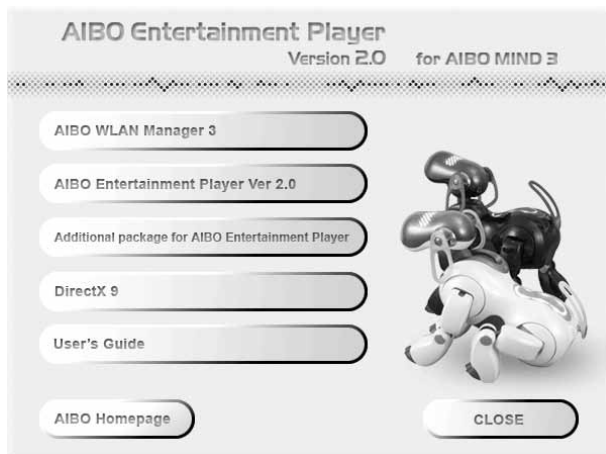 AIBO Entertainment Player
Version 2.0 for AIBO MIND 3
AIBO WLAN Manager 3
AIBO Entertainment Player Ver 2.0
Additional package for AIBO Entertainment Player
DirectX 9
User's Guide
AIBO Homepage
CLOSE